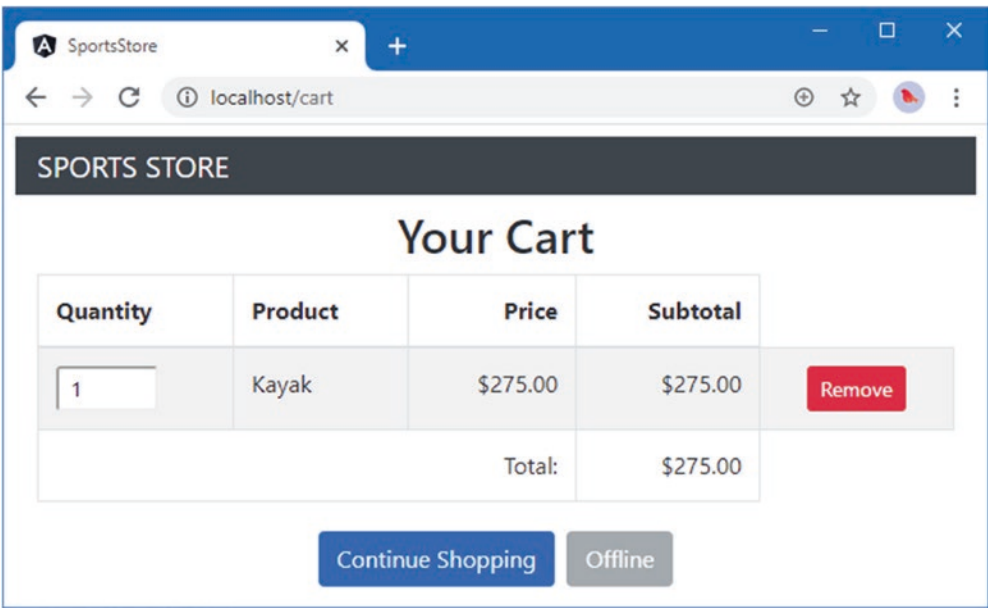 SportsStore
localhost/cart
SPORTS STORE
Your Cart
Quantity Product Price Subtotal
1 Kayak $275.00 $275.00 Remove
Total: $275.00
Continue Shopping Offline